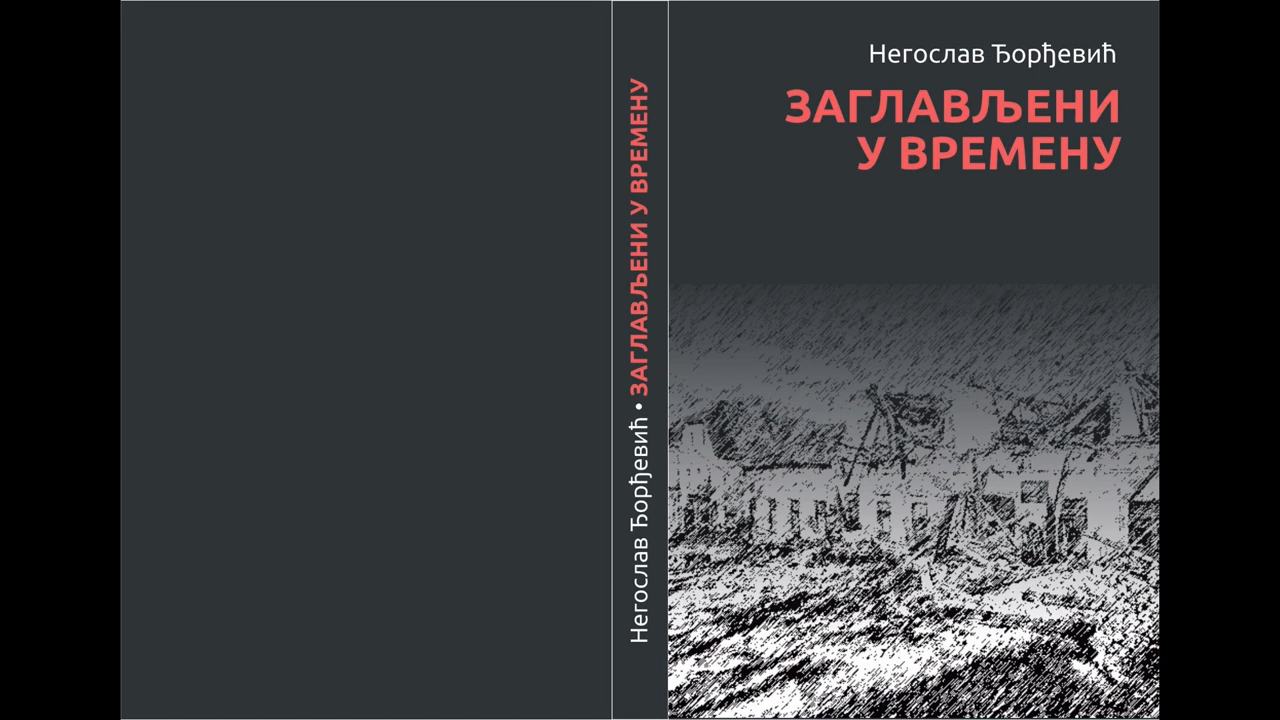 Негослав Ђорђевић
ЗАГЛАВЉЕНИ
У ВРЕМЕНУ
Негослав Ђорђевић • ЗАГЛАВЉЕНИ У ВРЕМЕНУ